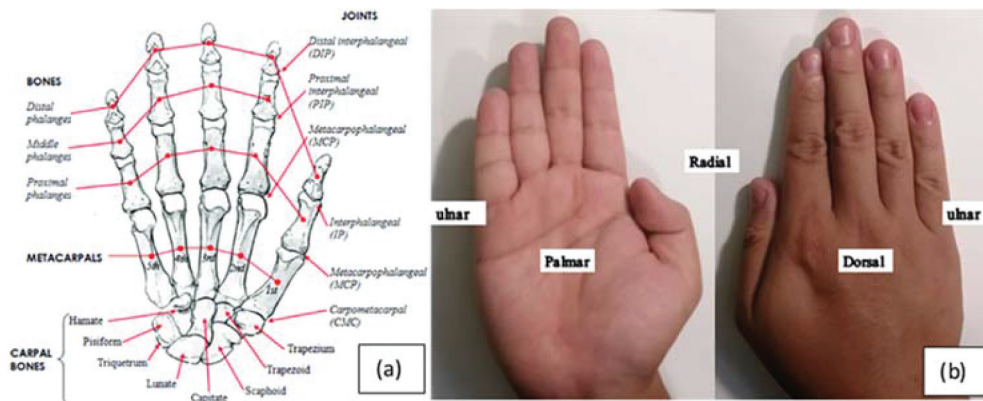 JOINTS
Distal interphalangeal
(DIP)
Proximal
interphalangeal
(PIP)
Metacarpophalangeal
(MCP)
Interphalangeal
(IP)
Metacarpophalangeal
(MCP)
Carpometacarpal
(CMC)
BONES
Distal
phalanges
Middle
phalanges
Proximal
phalanges
METACARPALS
5th
4th
3rd
2nd
1st
CARPAL
BONES
Hamate
Pisiform
Triquetrum
Lunate
Capitate
Scaphoid
Trapezoid
Trapezium
(a)
ulnar
Palmar
Radial
Dorsal
ulnar
(b)